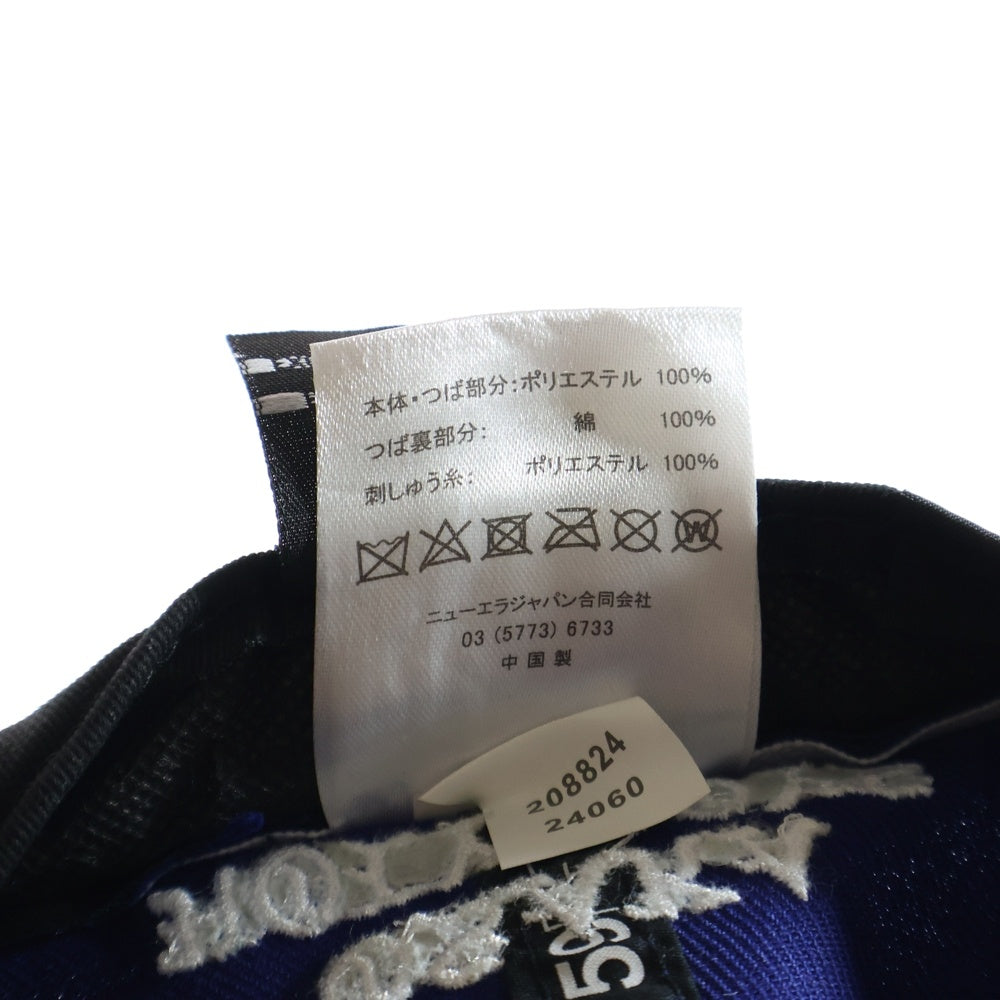 本体・つば部分:ポリエステル 100%
つば裏部分: 綿 100%
刺しゅう糸: ポリエステル 100%
ニューエラジャパン合同会社
03 (5773) 6733
中国製
208824
24060